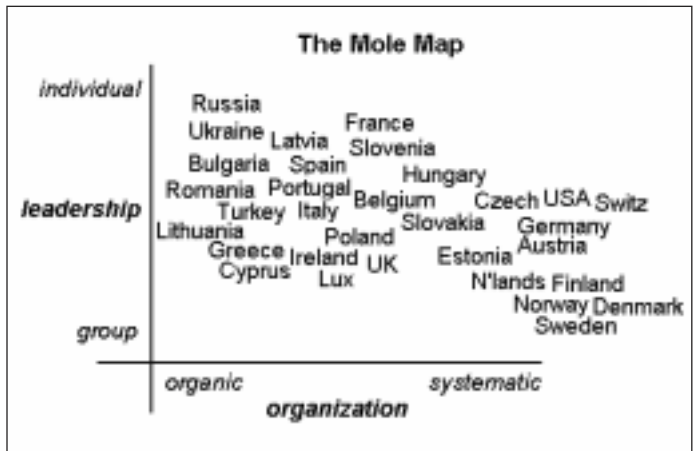 The Mole Map
individual
Russia
Ukraine
France
Latvia
Slovenia
Bulgaria
Spain
Hungary
Romania
Portugal
Belgium
Czech
USA
Switz
leadership
Turkey
Italy
Slovakia
Germany
Lithuania
Poland
Austria
Greece
Ireland
Estonia
Cyprus
UK
Lux
N'lands
Finland
Norway
Denmark
group
Sweden
organic
systematic
organization